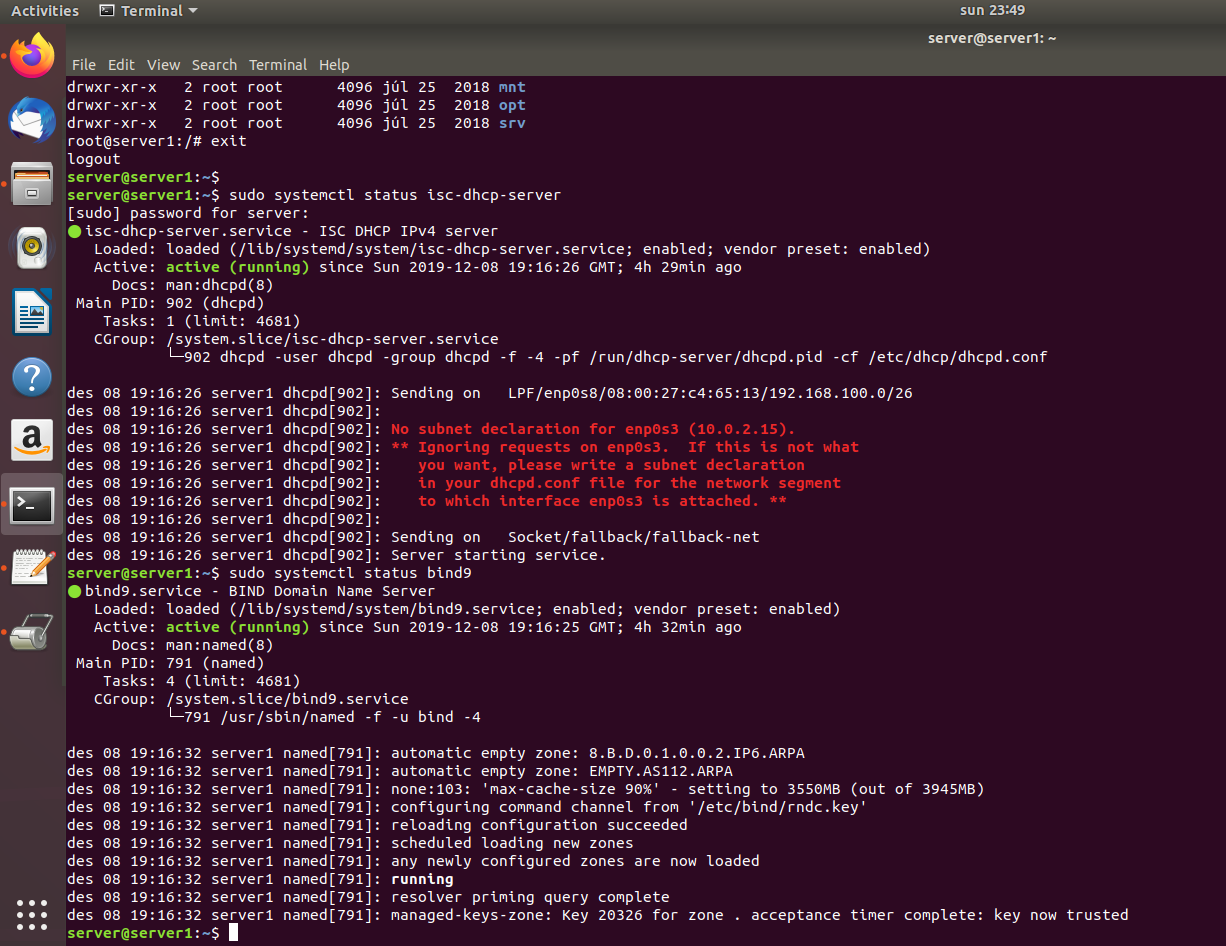 Activities Terminal sun 23:49
server@server1: ~
File Edit View Search Terminal Help
drwxr-xr-x   2 root root      4096 júl 25  2018 mnt
drwxr-xr-x   2 root root      4096 júl 25  2018 opt
drwxr-xr-x   2 root root      4096 júl 25  2018 srv
root@server1:/# exit
logout
server@server1:~$
server@server1:~$ sudo systemctl status isc-dhcp-server
[sudo] password for server:
● isc-dhcp-server.service - ISC DHCP IPv4 server
   Loaded: loaded (/lib/systemd/system/isc-dhcp-server.service; enabled; vendor preset: enabled)
   Active: active (running) since Sun 2019-12-08 19:16:26 GMT; 4h 29min ago
     Docs: man:dhcpd(8)
 Main PID: 902 (dhcpd)
    Tasks: 1 (limit: 4681)
   CGroup: /system.slice/isc-dhcp-server.service
           └─902 dhcpd -user dhcpd -group dhcpd -f -4 -pf /run/dhcp-server/dhcpd.pid -cf /etc/dhcp/dhcpd.conf
des 08 19:16:26 server1 dhcpd[902]: Sending on   LPF/enp0s8/08:00:27:c4:65:13/192.168.100.0/26
des 08 19:16:26 server1 dhcpd[902]:
des 08 19:16:26 server1 dhcpd[902]: No subnet declaration for enp0s3 (10.0.2.15).
des 08 19:16:26 server1 dhcpd[902]: ** Ignoring requests on enp0s3.  If this is not what
des 08 19:16:26 server1 dhcpd[902]:    you want, please write a subnet declaration
des 08 19:16:26 server1 dhcpd[902]:    in your dhcpd.conf file for the network segment
des 08 19:16:26 server1 dhcpd[902]:    to which interface enp0s3 is attached. **
des 08 19:16:26 server1 dhcpd[902]:
des 08 19:16:26 server1 dhcpd[902]: Sending on   Socket/fallback/fallback-net
des 08 19:16:26 server1 dhcpd[902]: Server starting service.
server@server1:~$ sudo systemctl status bind9
● bind9.service - BIND Domain Name Server
   Loaded: loaded (/lib/systemd/system/bind9.service; enabled; vendor preset: enabled)
   Active: active (running) since Sun 2019-12-08 19:16:25 GMT; 4h 32min ago
     Docs: man:named(8)
 Main PID: 791 (named)
    Tasks: 4 (limit: 4681)
   CGroup: /system.slice/bind9.service
           └─791 /usr/sbin/named -f -u bind -4
des 08 19:16:32 server1 named[791]: automatic empty zone: 8.B.D.0.1.0.0.2.IP6.ARPA
des 08 19:16:32 server1 named[791]: automatic empty zone: EMPTY.AS112.ARPA
des 08 19:16:32 server1 named[791]: none:103: 'max-cache-size 90%' - setting to 3550MB (out of 3945MB)
des 08 19:16:32 server1 named[791]: configuring command channel from '/etc/bind/rndc.key'
des 08 19:16:32 server1 named[791]: reloading configuration succeeded
des 08 19:16:32 server1 named[791]: scheduled loading new zones
des 08 19:16:32 server1 named[791]: any newly configured zones are now loaded
des 08 19:16:32 server1 named[791]: running
des 08 19:16:32 server1 named[791]: resolver priming query complete
des 08 19:16:32 server1 named[791]: managed-keys-zone: Key 20326 for zone . acceptance timer complete: key now trusted
server@server1:~$